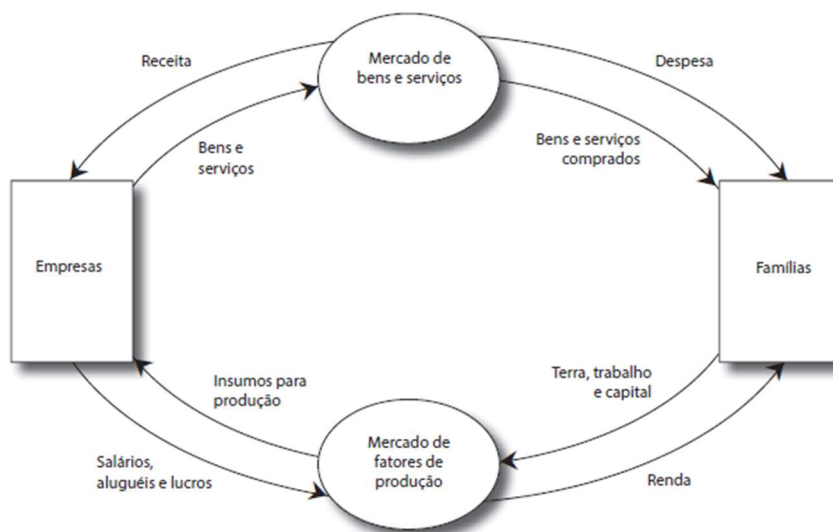 Receita
Mercado de
bens e serviços
Despesa
Bens e
serviços
Bens e serviços
comprados
Empresas
Famílias
Insumos para
produção
Terra, trabalho
e capital
Mercado de
fatores de
produção
Salários,
aluguéis e lucros
Renda